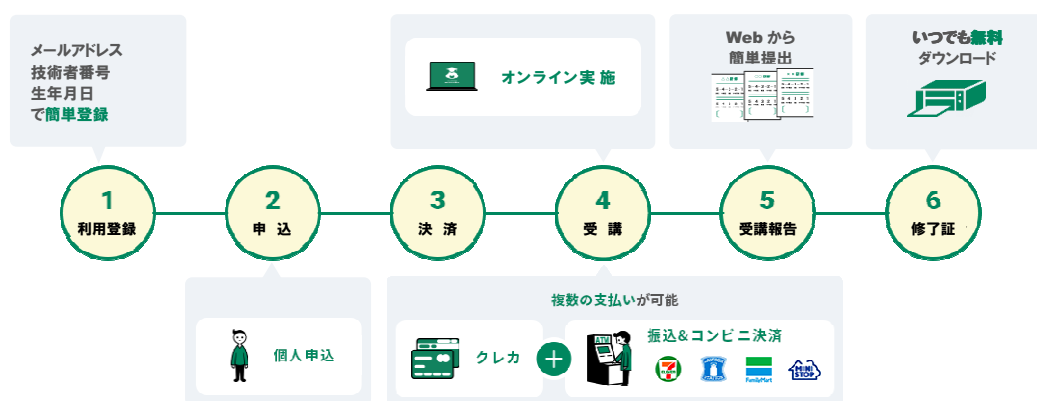 メールアドレス
技術者番号
生年月日
で簡単登録
オンライン実施
Webから
簡単提出
いつでも無料
ダウンロード
1
利用登録
2
申込
3
決済
4
受講
5
受講報告
6
修了証
個人申込
複数の支払いが可能
クレカ
ATM
振込&コンビニ決済
FamilyMart
MINI
STOP